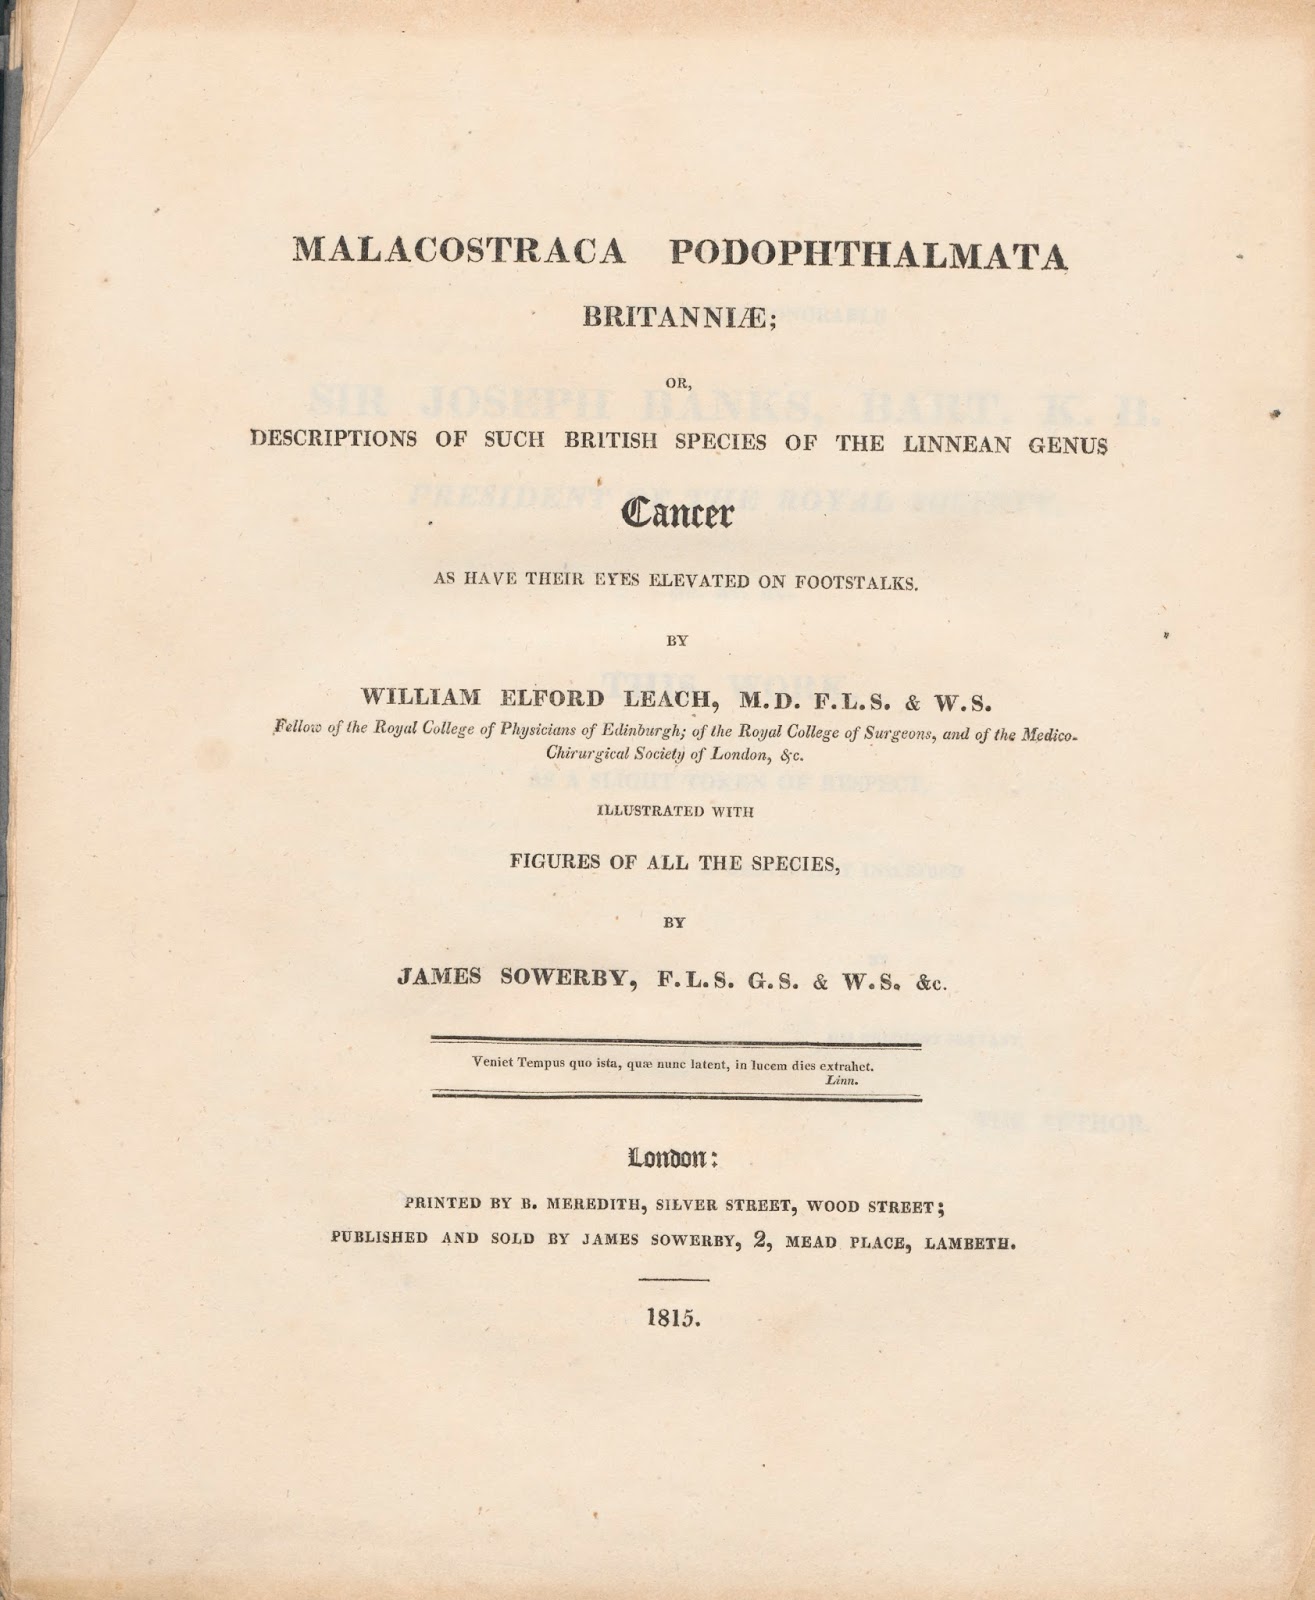 MALACOSTRACA PODOPHTHALMATA
BRITANNIÆ;
OR,
DESCRIPTIONS OF SUCH BRITISH SPECIES OF THE LINNEAN GENUS
Cancer
AS HAVE THEIR EYES ELEVATED ON FOOTSTALKS.
BY
WILLIAM ELFORD LEACH, M.D. F.L.S. & W.S.
Fellow of the Royal College of Physicians of Edinburgh; of the Royal College of Surgeons, and of the Medico-
Chirurgical Society of London, &c.
ILLUSTRATED WITH
FIGURES OF ALL THE SPECIES,
BY
JAMES SOWERBY, F.L.S. G.S. & W.S. &c.
Veniet Tempus quo ista, quæ nunc latent, in lucem dies extrahet.
Linn.
London:
PRINTED BY B. MEREDITH, SILVER STREET, WOOD STREET;
PUBLISHED AND SOLD BY JAMES SOWERBY, 2, MEAD PLACE, LAMBETH.
1815.